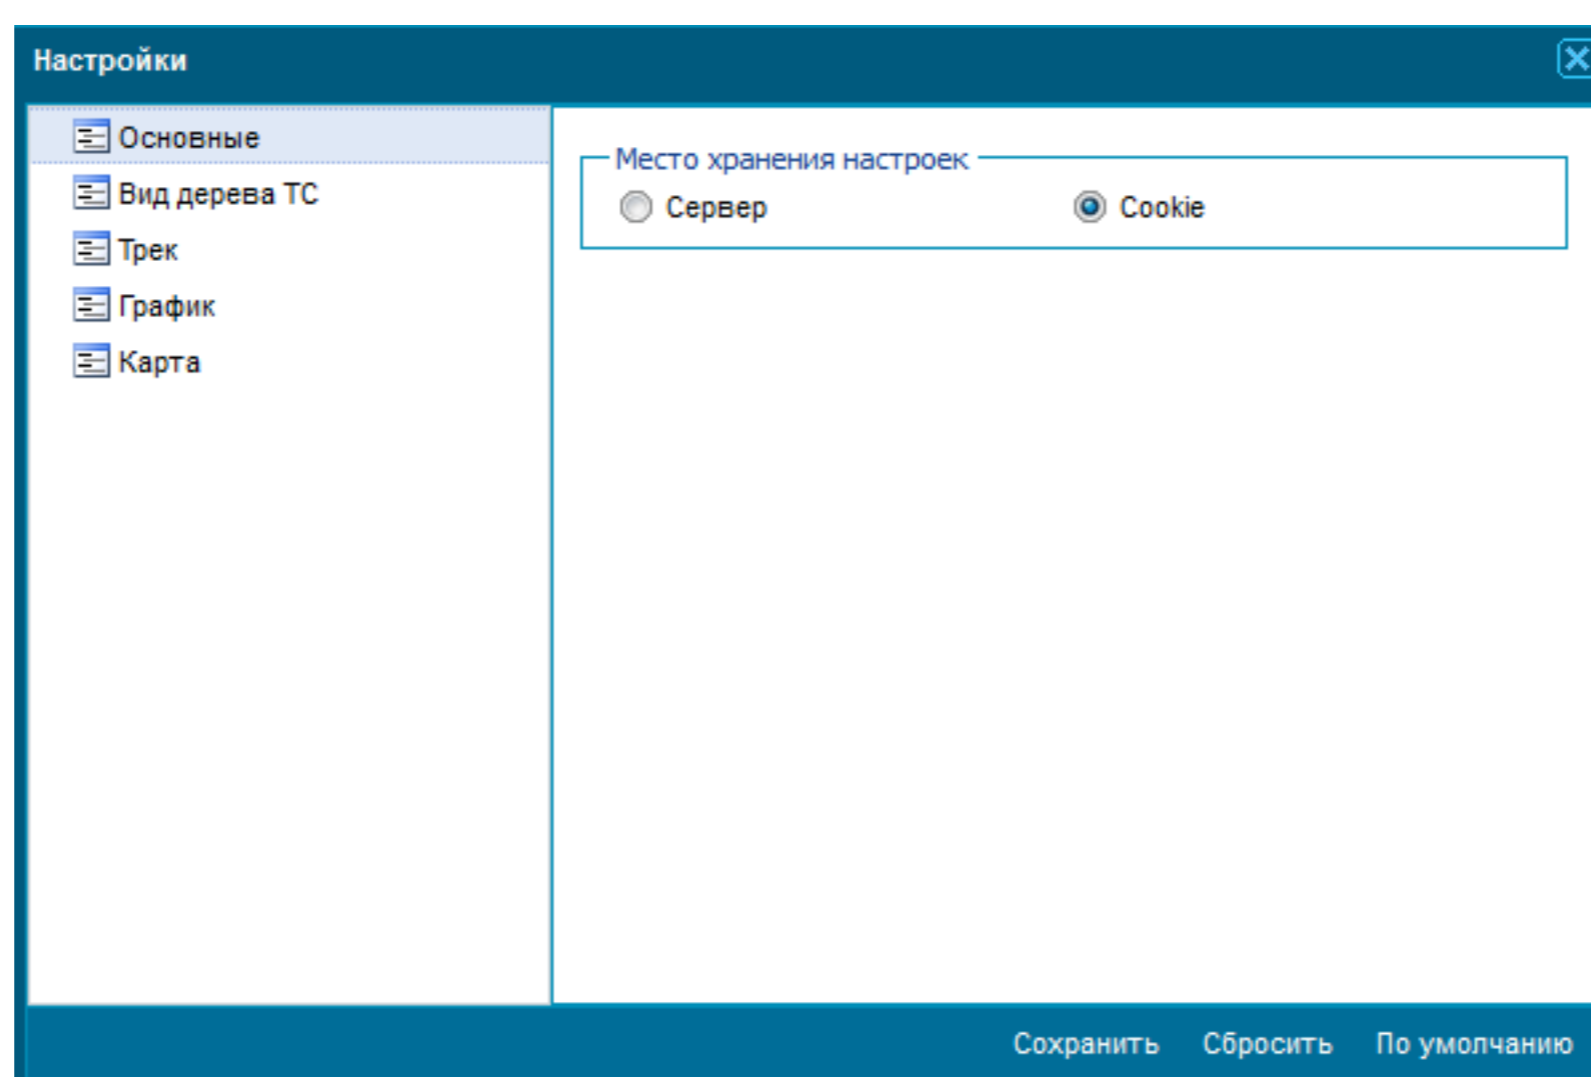 Настройки
Основные
Вид дерева ТС
Трек
График
Карта
Место хранения настроек
Сервер Cookie
Сохранить Сбросить По умолчанию